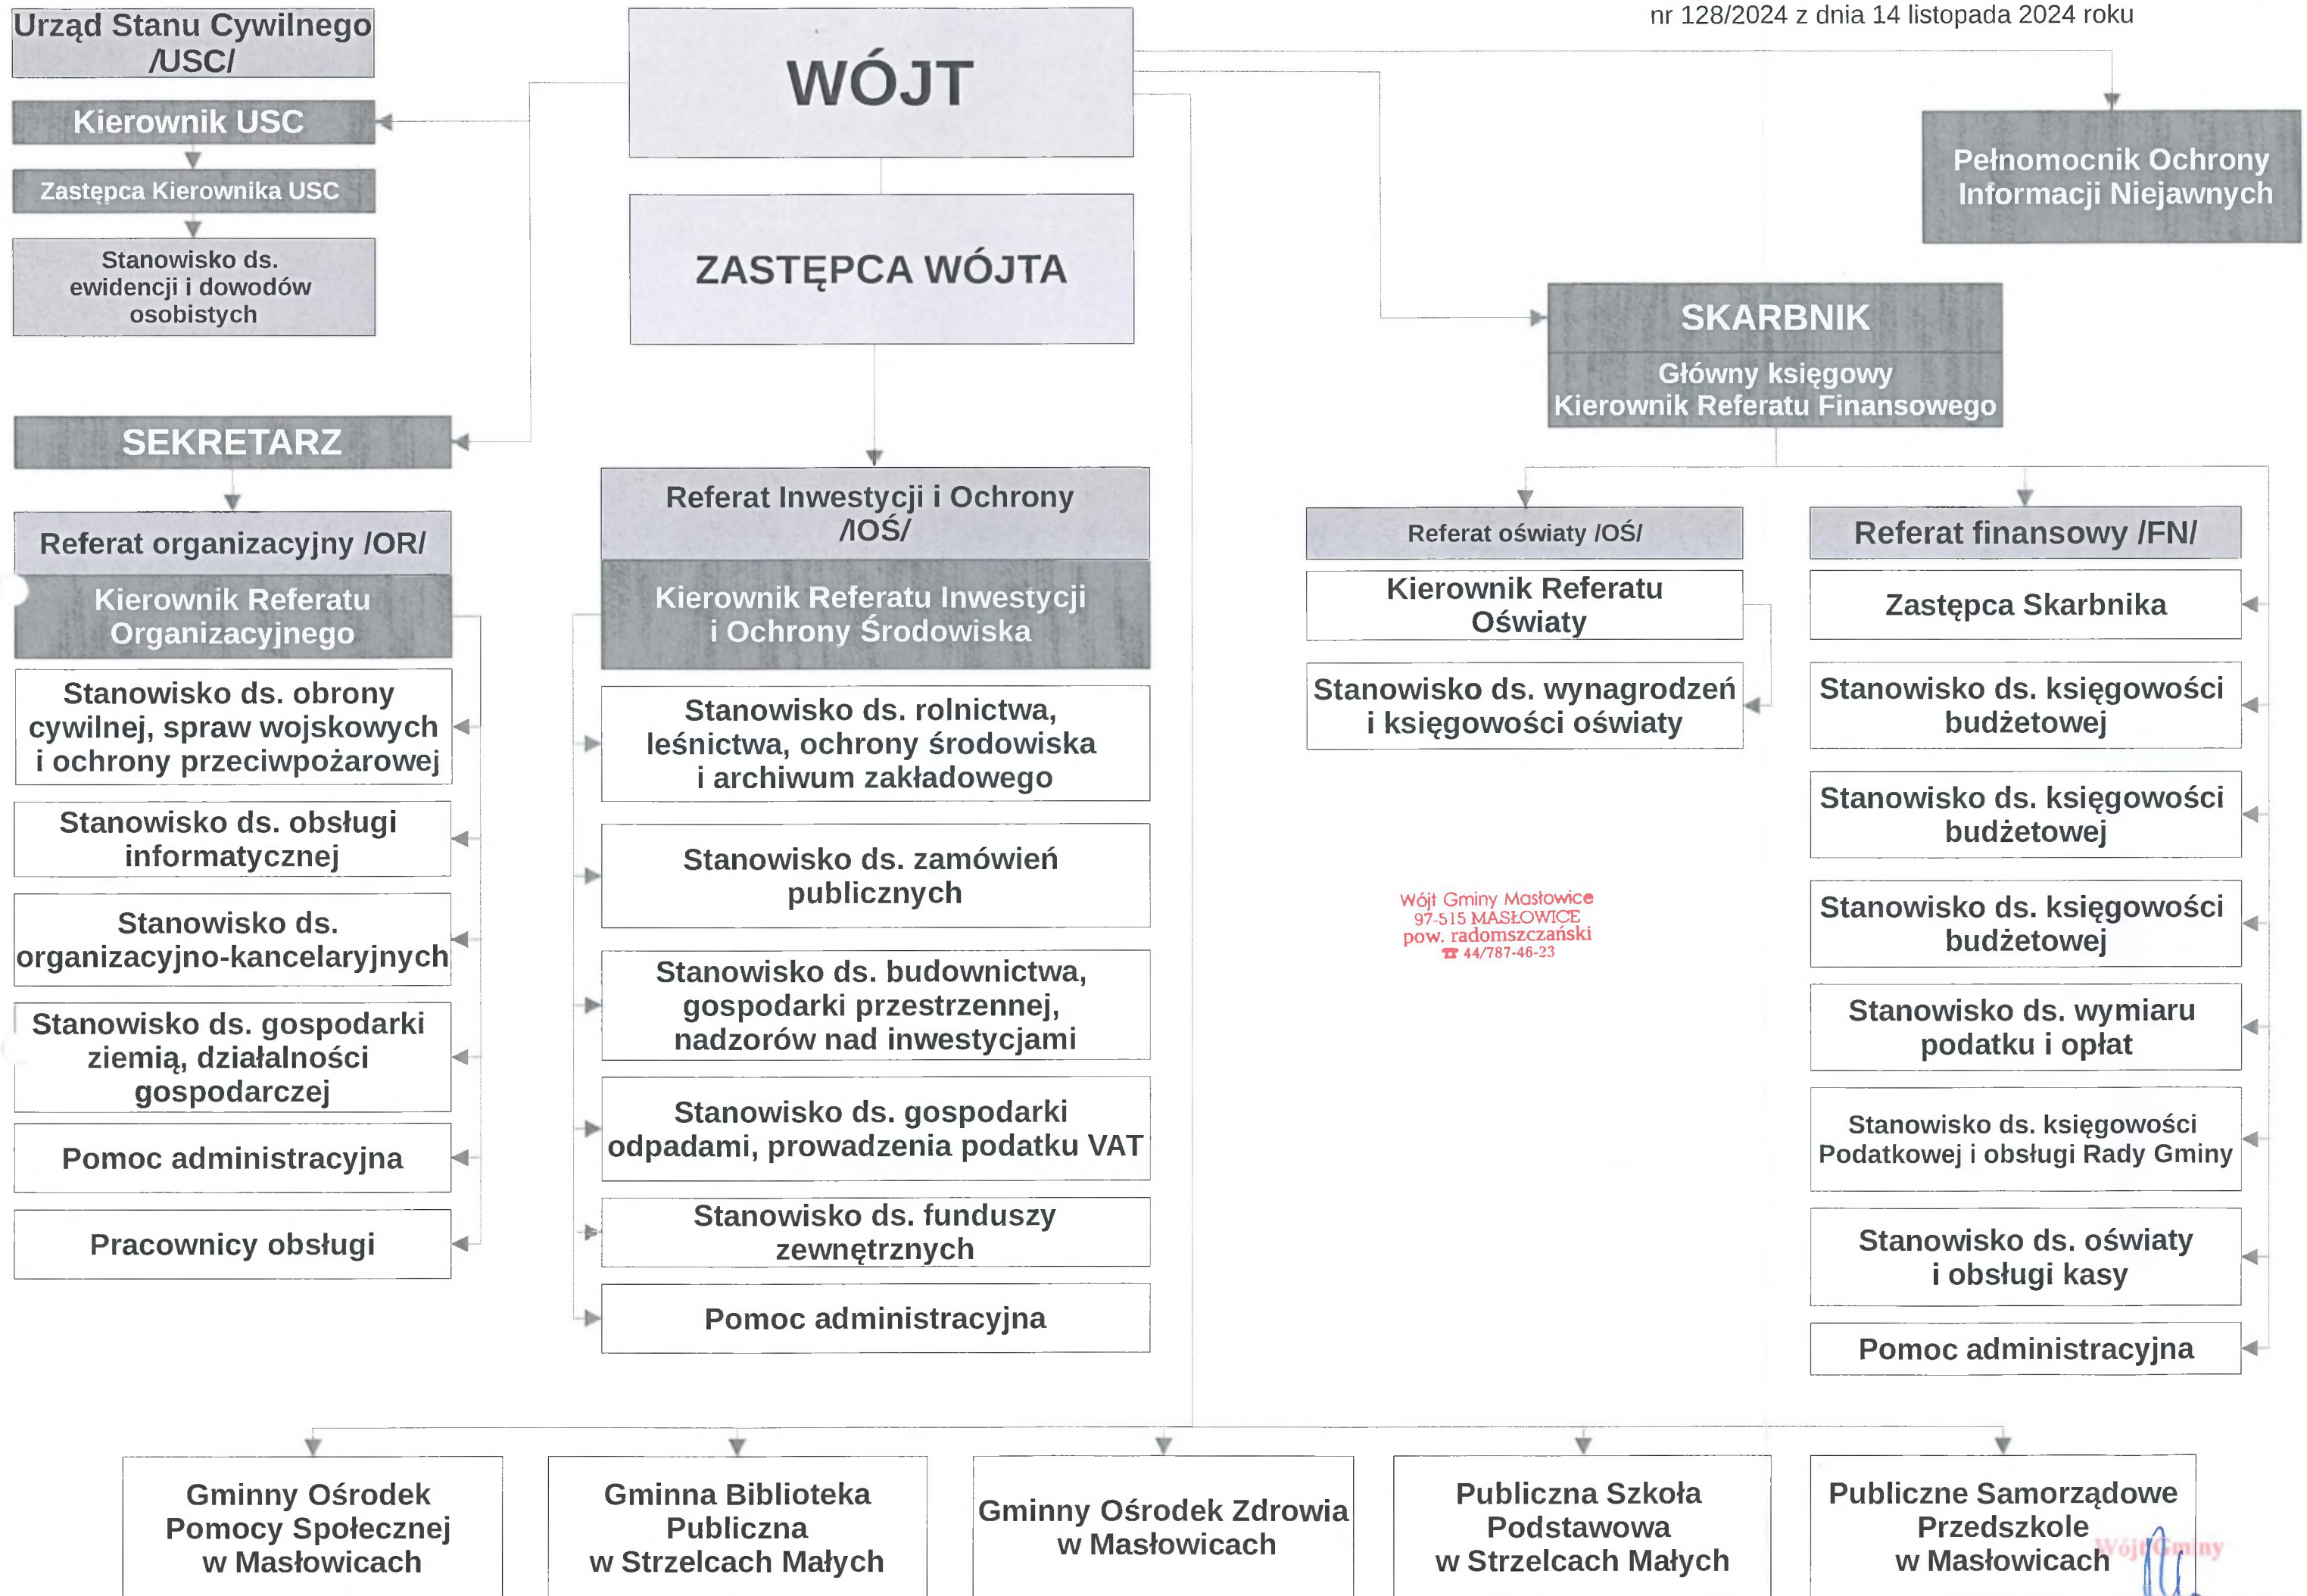 nr 128/2024 z dnia 14 listopada 2024 roku
Urząd Stanu Cywilnego
/USC/
Kierownik USC
Zastępca Kierownika USC
Stanowisko ds.
ewidencji i dowodów
osobistych
WÓJT
ZASTĘPCA WÓJTA
Pełnomocnik Ochrony
Informacji Niejawnych
SKARBNIK
Główny księgowy
Kierownik Referatu Finansowego
SEKRETARZ
Referat organizacyjny /OR/
Kierownik Referatu
Organizacyjnego
Stanowisko ds. obrony
cywilnej, spraw wojskowych
i ochrony przeciwpożarowej
Stanowisko ds. obsługi
informatycznej
Stanowisko ds.
organizacyjno-kancelaryjnych
Stanowisko ds. gospodarki
ziemią, działalności
gospodarczej
Pomoc administracyjna
Pracownicy obsługi
Referat Inwestycji i Ochrony
/IOŚ/
Kierownik Referatu Inwestycji
i Ochrony Środowiska
Stanowisko ds. rolnictwa,
leśnictwa, ochrony środowiska
i archiwum zakładowego
Stanowisko ds. zamówień
publicznych
Stanowisko ds. budownictwa,
gospodarki przestrzennej,
nadzorów nad inwestycjami
Stanowisko ds. gospodarki
odpadami, prowadzenia podatku VAT
Stanowisko ds. funduszy
zewnętrznych
Pomoc administracyjna
Referat oświaty /OŚ/
Kierownik Referatu
Oświaty
Stanowisko ds. wynagrodzeń
i księgowości oświaty
Wójt Gminy Masłowice
97-515 MASŁOWICE
pow. radomszczański
☎ 44/787-46-23
Referat finansowy /FN/
Zastępca Skarbnika
Stanowisko ds. księgowości
budżetowej
Stanowisko ds. księgowości
budżetowej
Stanowisko ds. księgowości
budżetowej
Stanowisko ds. wymiaru
podatku i opłat
Stanowisko ds. księgowości
Podatkowej i obsługi Rady Gminy
Stanowisko ds. oświaty
i obsługi kasy
Pomoc administracyjna
Gminny Ośrodek
Pomocy Społecznej
w Masłowicach
Gminna Biblioteka
Publiczna
w Strzelcach Małych
Gminny Ośrodek Zdrowia
w Masłowicach
Publiczna Szkoła
Podstawowa
w Strzelcach Małych
Publiczne Samorządowe
Przedszkole
w Masłowicach
Wójt Gminy